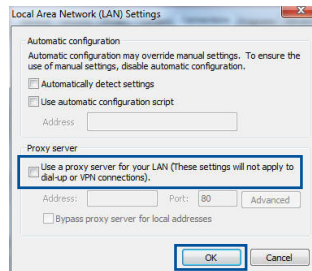 Local Area Network (LAN) Settings
Automatic configuration
Automatic configuration may override manual settings. To ensure the
use of manual settings, disable automatic configuration.
Automatically detect settings
Use automatic configuration script
Address
Proxy server
Use a proxy server for your LAN (These settings will not apply to
dial-up or VPN connections).
Address: Port: 80 Advanced
Bypass proxy server for local addresses
OK Cancel